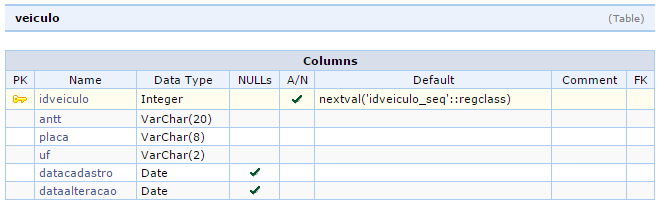 veiculo (Table)
Columns
PK Name Data Type NULLs A/N Default Comment FK
idveiculo Integer nextval('idveiculo_seq'::regclass)
antt VarChar(20)
placa VarChar(8)
uf VarChar(2)
datacadastro Date
dataalteracao Date